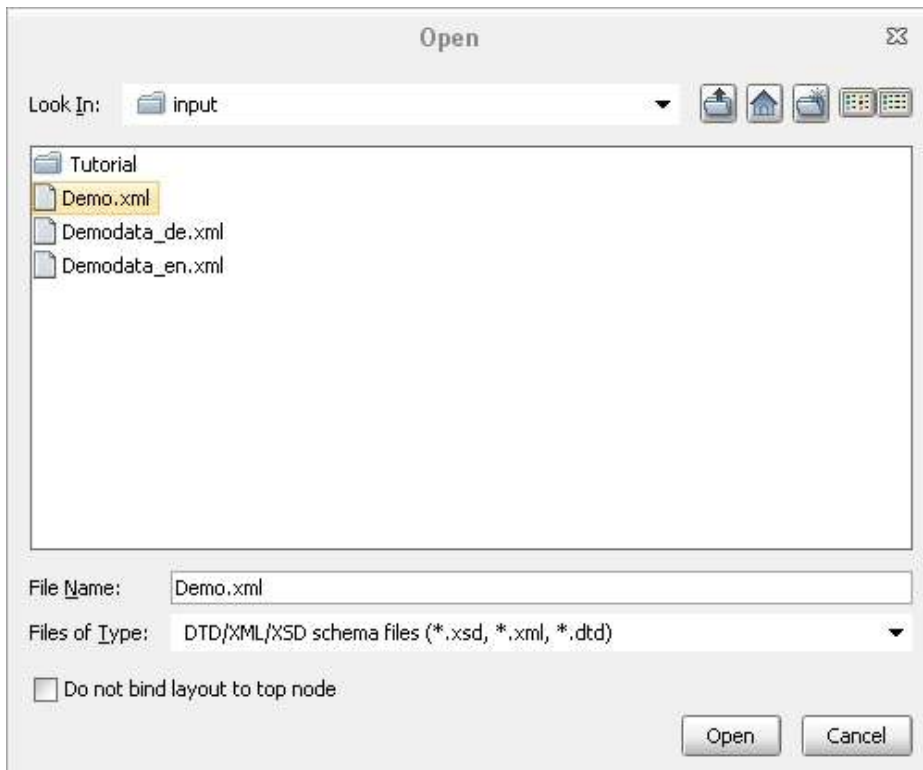 Open
Look In: input
Tutorial
Demo.xml
Demodata_de.xml
Demodata_en.xml
File Name: Demo.xml
Files of Type: DTD/XML/XSD schema files (*.xsd, *.xml, *.dtd)
Do not bind layout to top node
Open Cancel